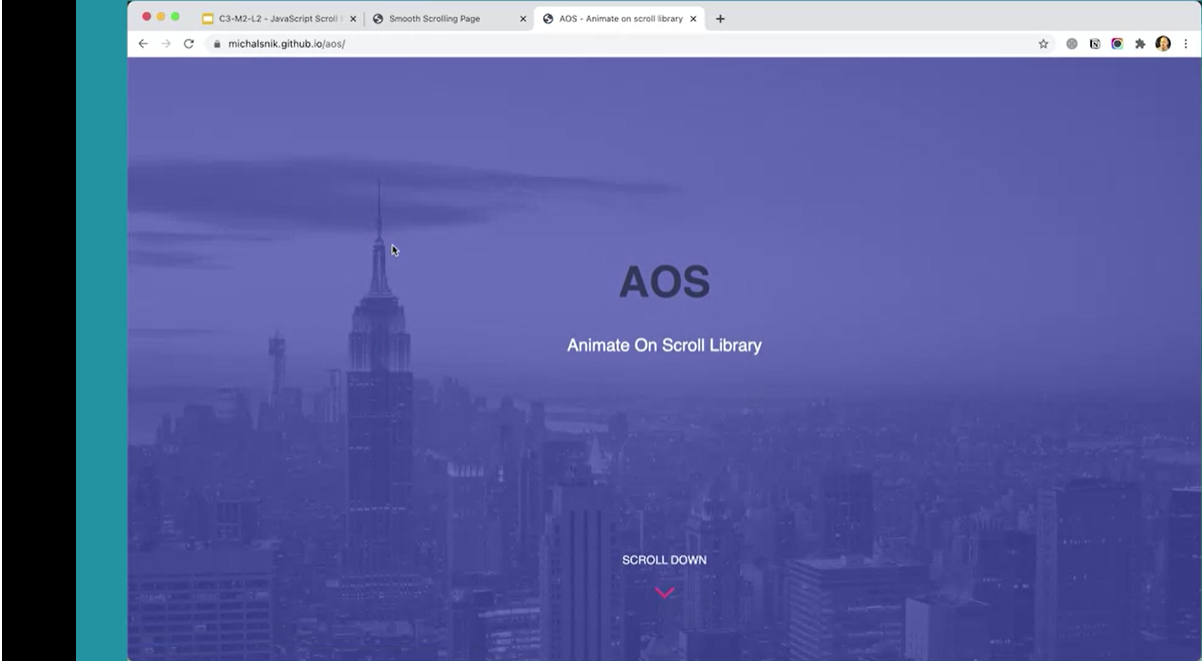 C3-M2-L2 - JavaScript Scroll
Smooth Scrolling Page
AOS - Animate on scroll library
michalsnik.github.io/aos/
AOS
Animate On Scroll Library
SCROLL DOWN